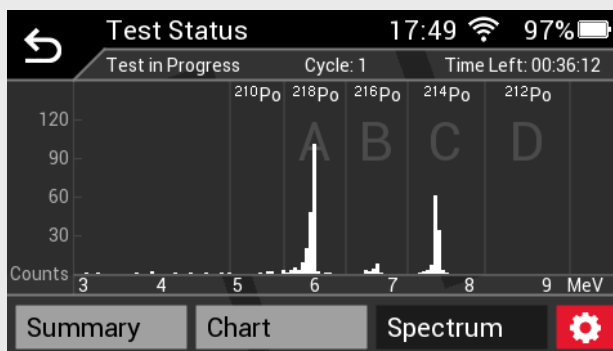 Test Status 17:49 97%
Test in Progress Cycle: 1 Time Left: 00:36:12
²¹⁰Po ²¹⁸Po ²¹⁶Po ²¹⁴Po ²¹²Po
A B C D
120
90
60
30
Counts
3 4 5 6 7 8 9 MeV
Summary Chart Spectrum